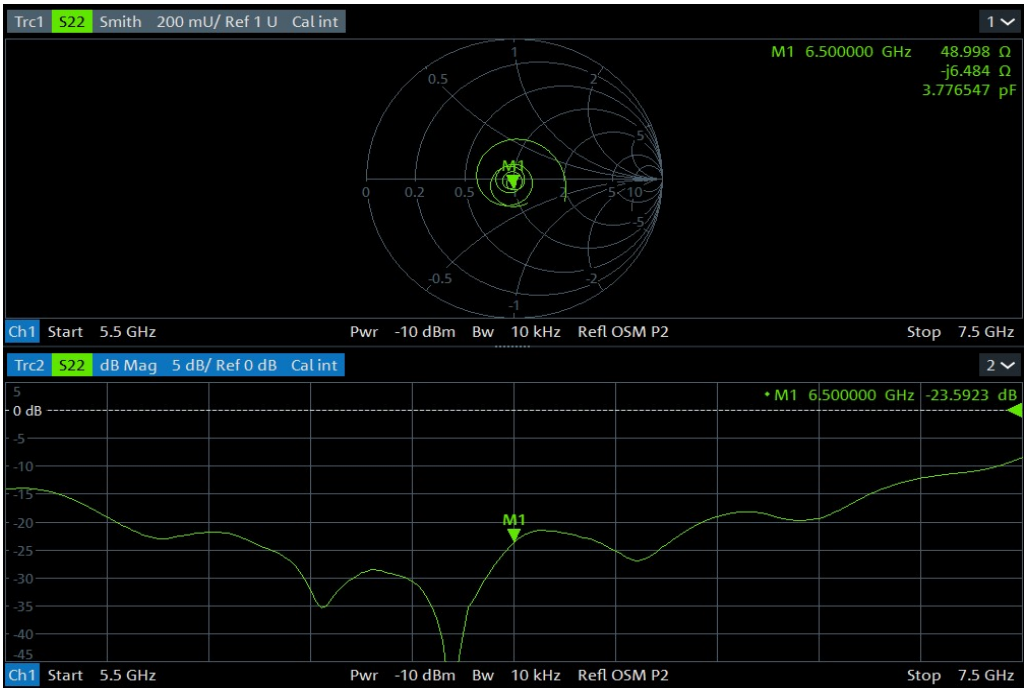 Trc1 S22 Smith 200 mU/ Ref 1 U Cal int 1
M1 6.500000 GHz 48.998 Ω
-j6.484 Ω
3.776547 pF
1
0.5 2
5
M1
0 0.2 0.5 2 5 10
-5
-0.5 -2
-1
Ch1 Start 5.5 GHz Pwr -10 dBm Bw 10 kHz Refl OSM P2 Stop 7.5 GHz
Trc2 S22 dB Mag 5 dB/ Ref 0 dB Cal int 2
5 M1 6.500000 GHz -23.5923 dB
0 dB
-5
-10
-15
-20 M1
-25
-30
-35
-40
-45
Ch1 Start 5.5 GHz Pwr -10 dBm Bw 10 kHz Refl OSM P2 Stop 7.5 GHz